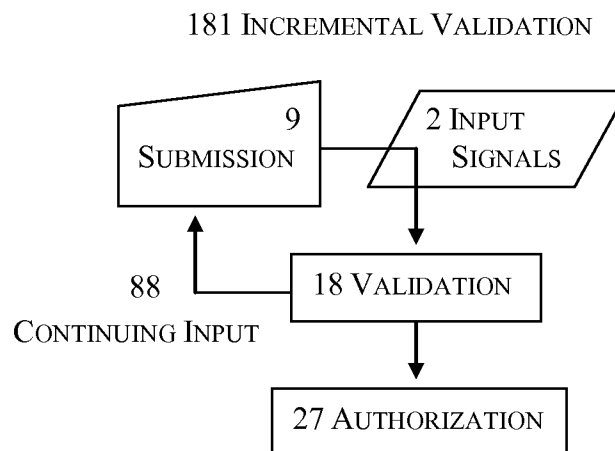 181 INCREMENTAL VALIDATION
9
SUBMISSION
2 INPUT
SIGNALS
18 VALIDATION
88
CONTINUING INPUT
27 AUTHORIZATION